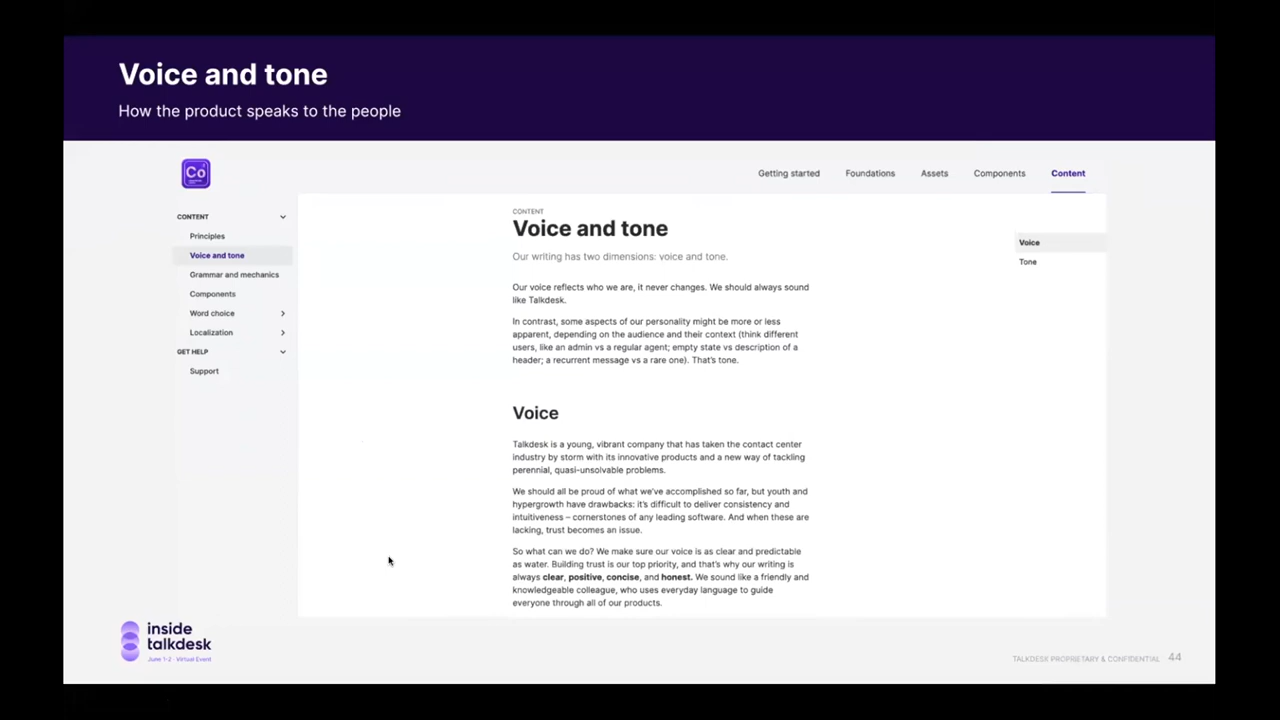 Voice and tone
How the product speaks to the people
Co
Getting started
Foundations
Assets
Components
Content
CONTENT
Principles
Voice and tone
Grammar and mechanics
Components
Word choice
Localization
GET HELP
Support
CONTENT
Voice and tone
Our writing has two dimensions: voice and tone.
Our voice reflects who we are, it never changes. We should always sound
like Talkdesk.
In contrast, some aspects of our personality might be more or less
apparent, depending on the audience and their context (think different
users, like an admin vs a regular agent; empty state vs description of a
header; a recurrent message vs a rare one). That's tone.
Voice
Talkdesk is a young, vibrant company that has taken the contact center
industry by storm with its innovative products and a new way of tackling
perennial, quasi-unsolvable problems.
We should all be proud of what we've accomplished so far, but youth and
hypergrowth have drawbacks: it's difficult to deliver consistency and
intuitiveness – cornerstones of any leading software. And when these are
lacking, trust becomes an issue.
So what can we do? We make sure our voice is as clear and predictable
as water. Building trust is our top priority, and that's why our writing is
always clear, positive, concise, and honest. We sound like a friendly and
knowledgeable colleague, who uses everyday language to guide
everyone through all of our products.
Voice
Tone
inside
talkdesk
June 1-2 · Virtual Event
TALKDESK PROPRIETARY & CONFIDENTIAL 44